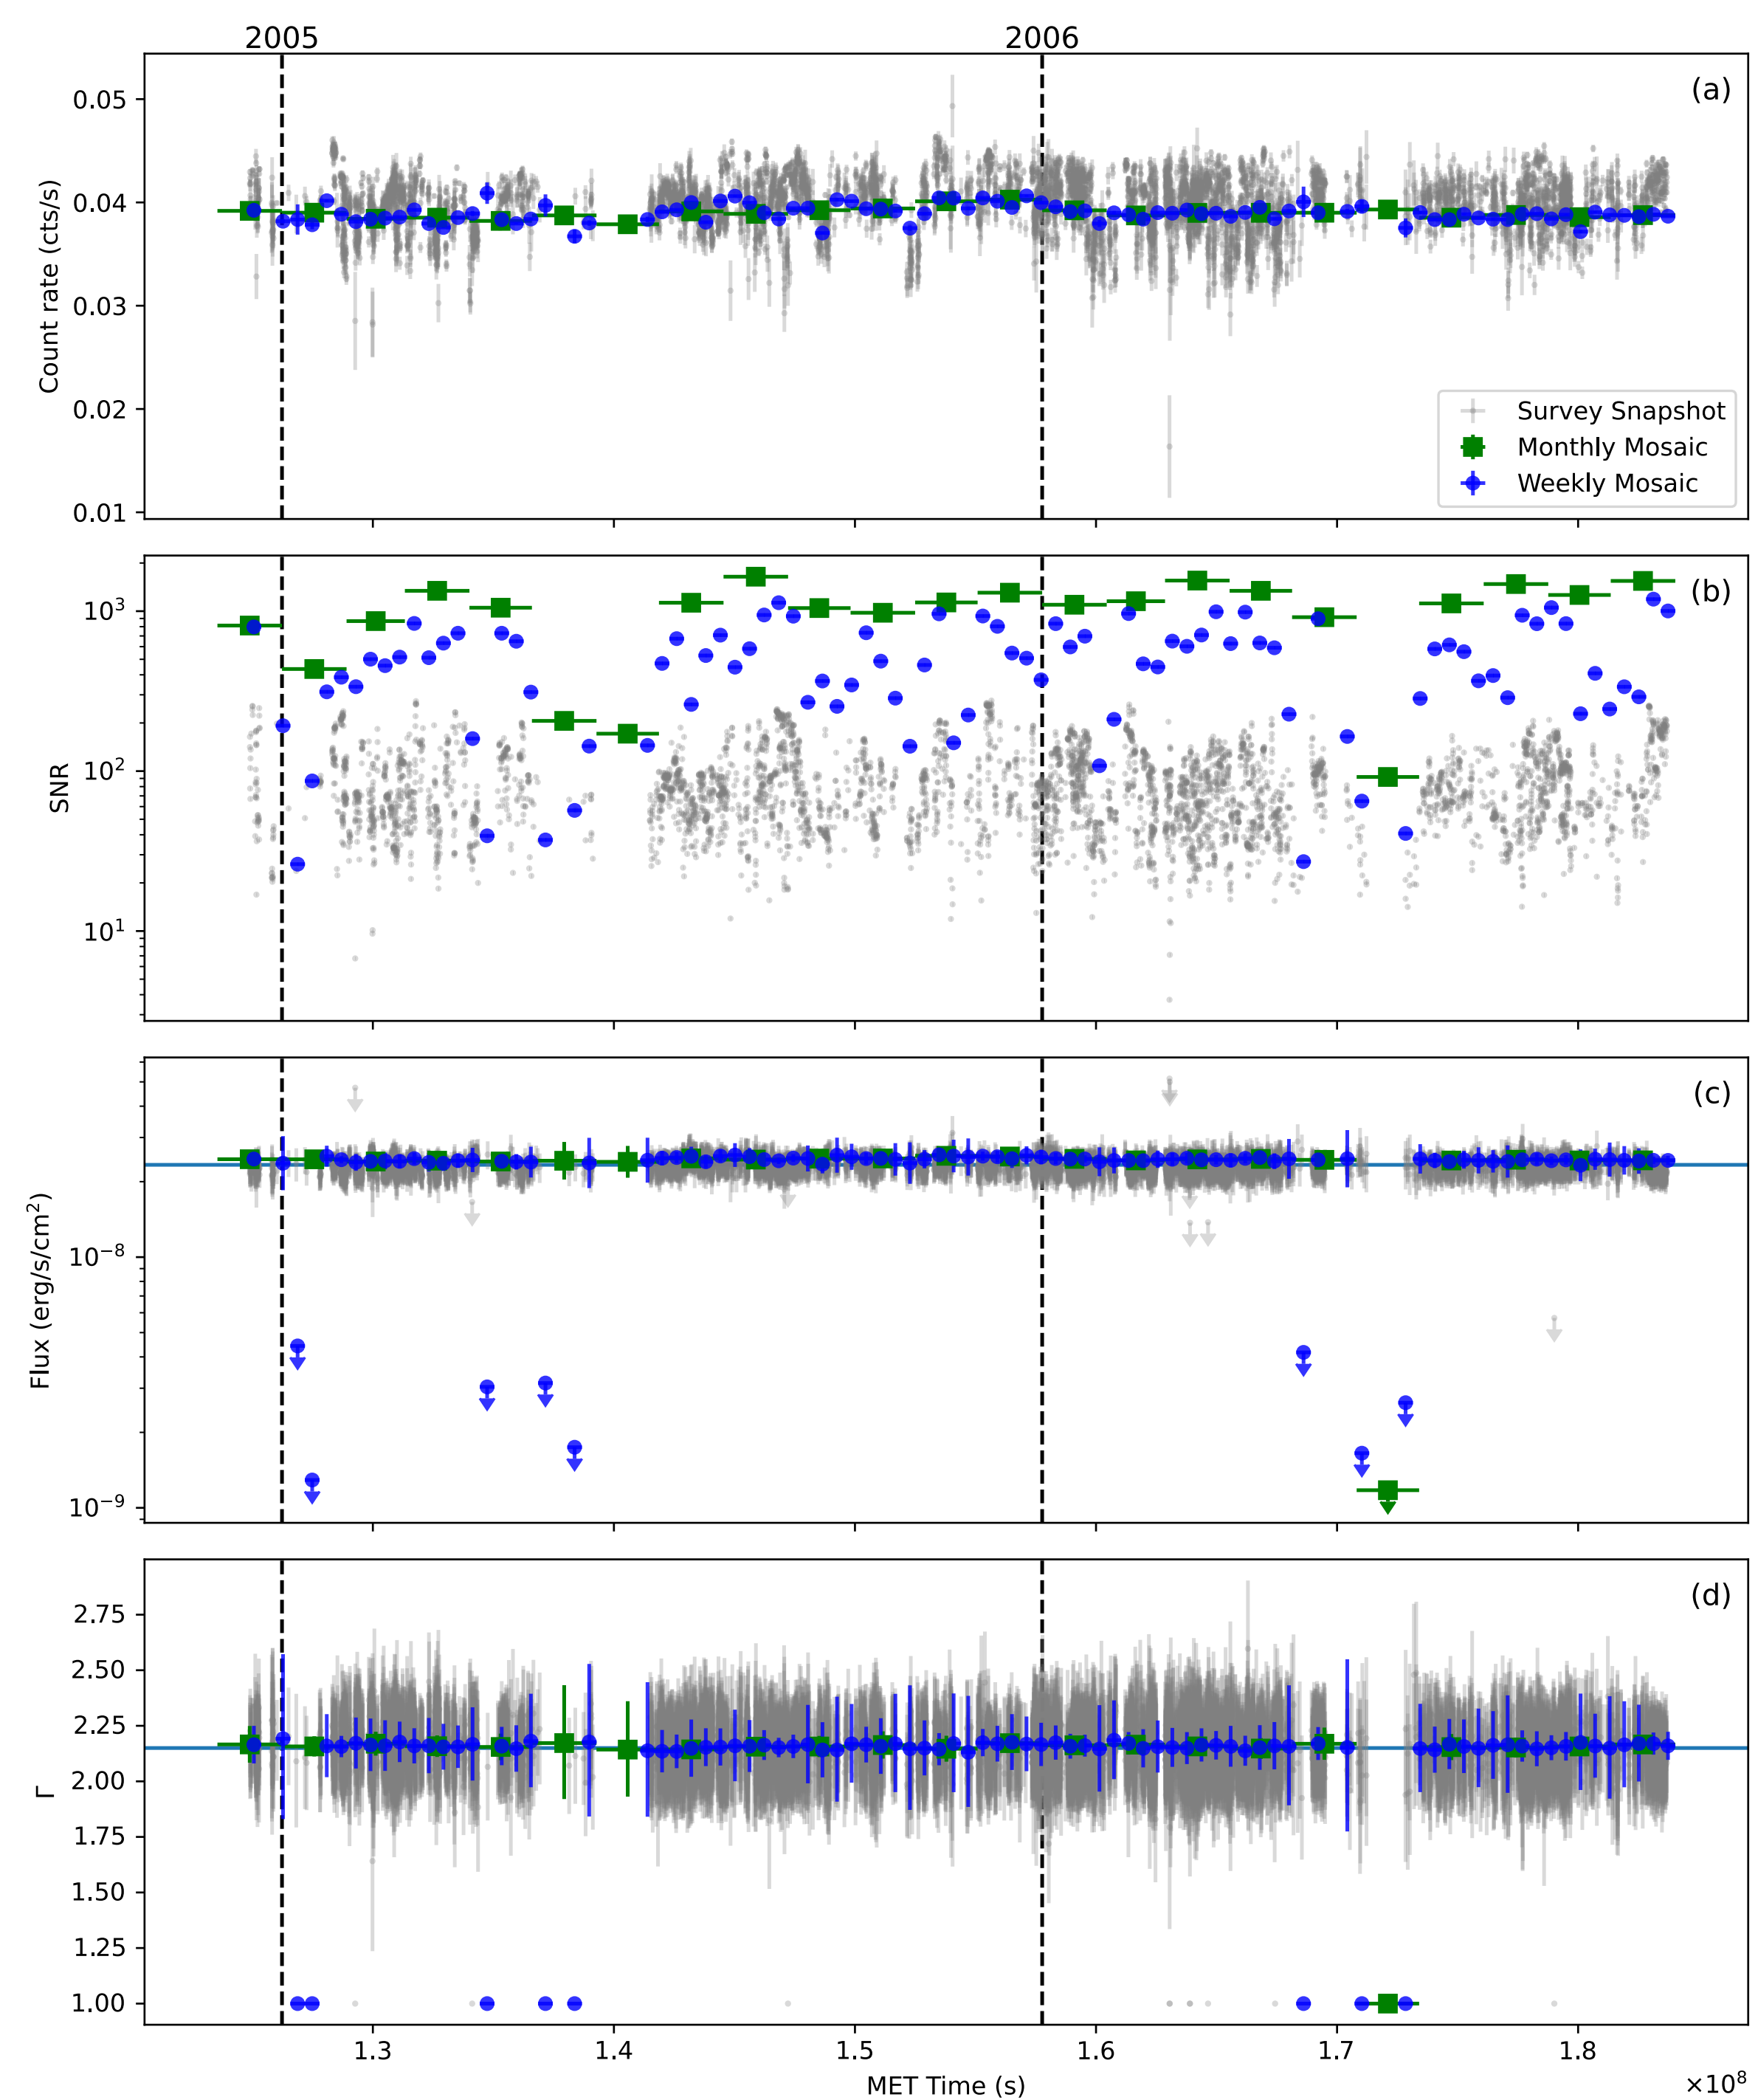 2005 2006
(a)
0.05
0.04
0.03
0.02
0.01
Count rate (cts/s)
Survey Snapshot
Monthly Mosaic
Weekly Mosaic
(b)
10³
10²
10¹
SNR
(c)
10⁻⁸
10⁻⁹
Flux (erg/s/cm²)
(d)
2.75
2.50
2.25
2.00
1.75
1.50
1.25
1.00
Γ
1.3 1.4 1.5 1.6 1.7 1.8
MET Time (s)
×10⁸